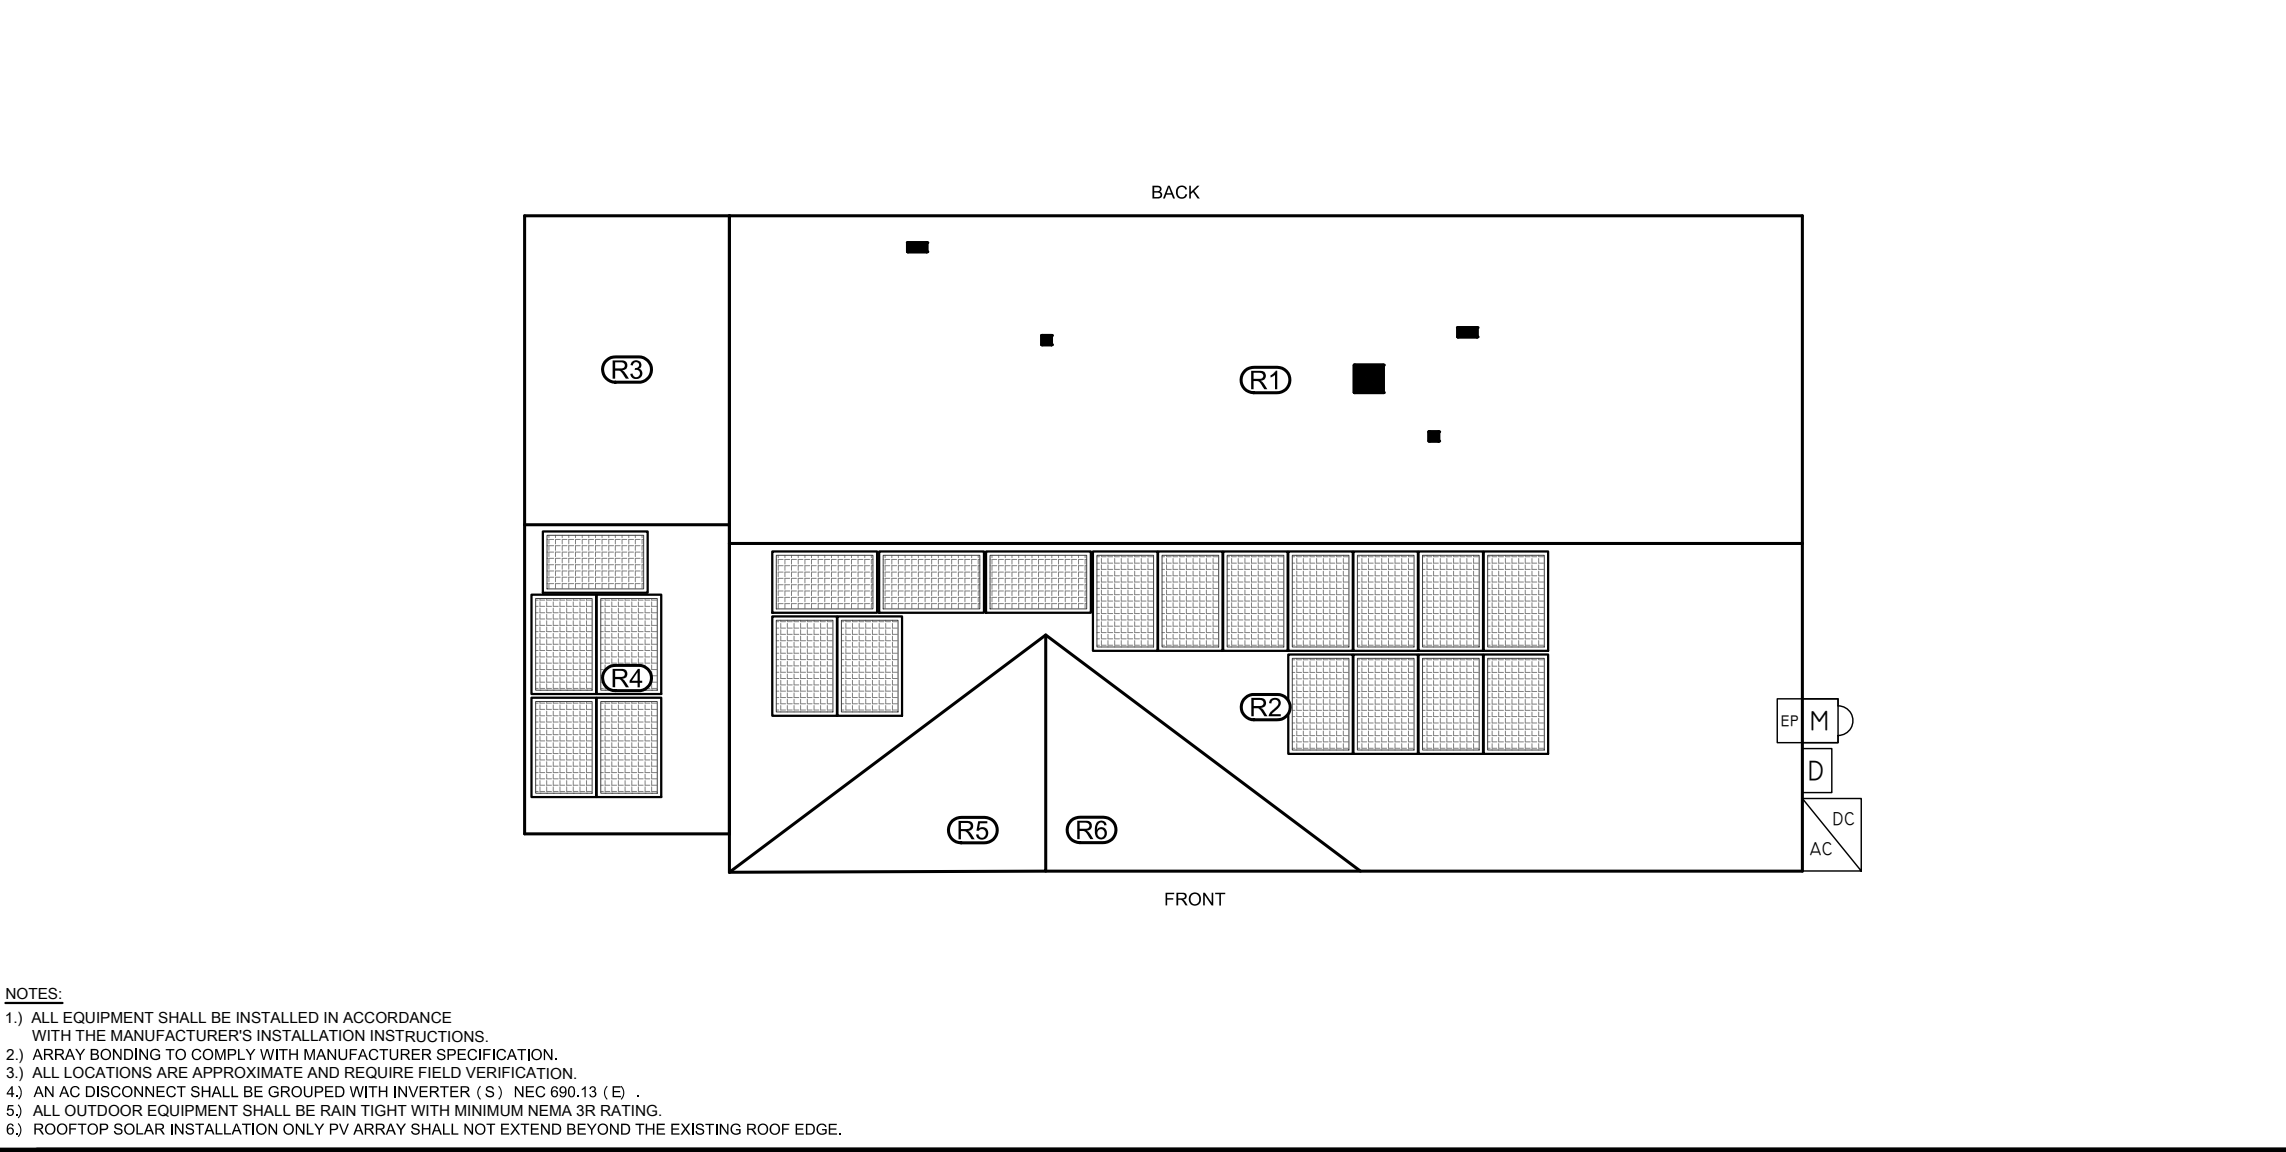 BACK
R3
R1
R4
R2
EP M
D
DC
AC
R5
R6
FRONT
NOTES:
1.) ALL EQUIPMENT SHALL BE INSTALLED IN ACCORDANCE
WITH THE MANUFACTURER'S INSTALLATION INSTRUCTIONS.
2.) ARRAY BONDING TO COMPLY WITH MANUFACTURER SPECIFICATION.
3.) ALL LOCATIONS ARE APPROXIMATE AND REQUIRE FIELD VERIFICATION.
4.) AN AC DISCONNECT SHALL BE GROUPED WITH INVERTER (S) NEC 690.13 (E) .
5.) ALL OUTDOOR EQUIPMENT SHALL BE RAIN TIGHT WITH MINIMUM NEMA 3R RATING.
6.) ROOFTOP SOLAR INSTALLATION ONLY PV ARRAY SHALL NOT EXTEND BEYOND THE EXISTING ROOF EDGE.